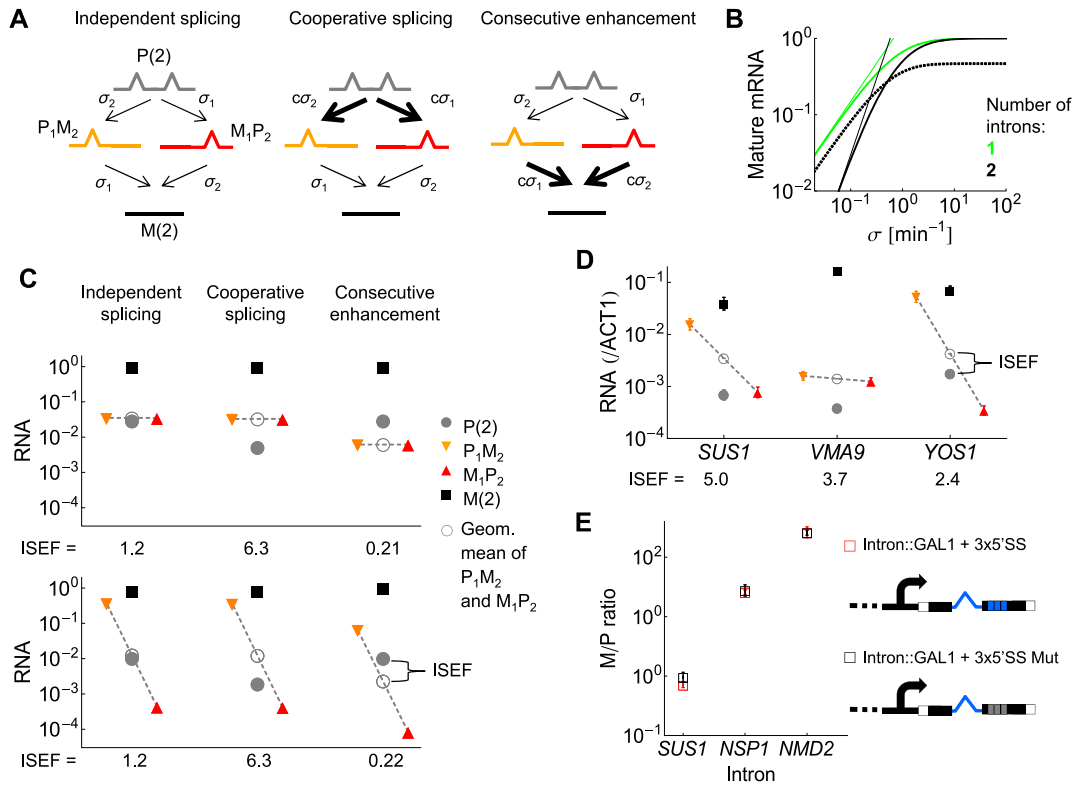 A
Independent splicing
Cooperative splicing
Consecutive enhancement
P(2)
σ2 σ1
cσ2 cσ1
σ2 σ1
P1M2 M1P2
σ1 σ2
σ1 σ2
cσ1 cσ2
M(2)
B
Mature mRNA
10^0
10^-1
10^-2
10^-1 10^0 10^1 10^2
σ [min^-1]
Number of
introns:
1
2
C
Independent
splicing
Cooperative
splicing
Consecutive
enhancement
RNA
10^0
10^-1
10^-2
10^-3
10^-4
ISEF = 1.2 6.3 0.21
P(2)
P1M2
M1P2
M(2)
Geom.
mean of
P1M2
and M1P2
RNA
10^0
10^-1
10^-2
10^-3
10^-4
ISEF
ISEF = 1.2 6.3 0.22
D
RNA (/ACT1)
10^-1
10^-2
10^-3
10^-4
ISEF
SUS1 VMA9 YOS1
ISEF = 5.0 3.7 2.4
E
M/P ratio
10^2
10^1
10^0
10^-1
SUS1 NSP1 NMD2
Intron
Intron::GAL1 + 3x5'SS
Intron::GAL1 + 3x5'SS Mut